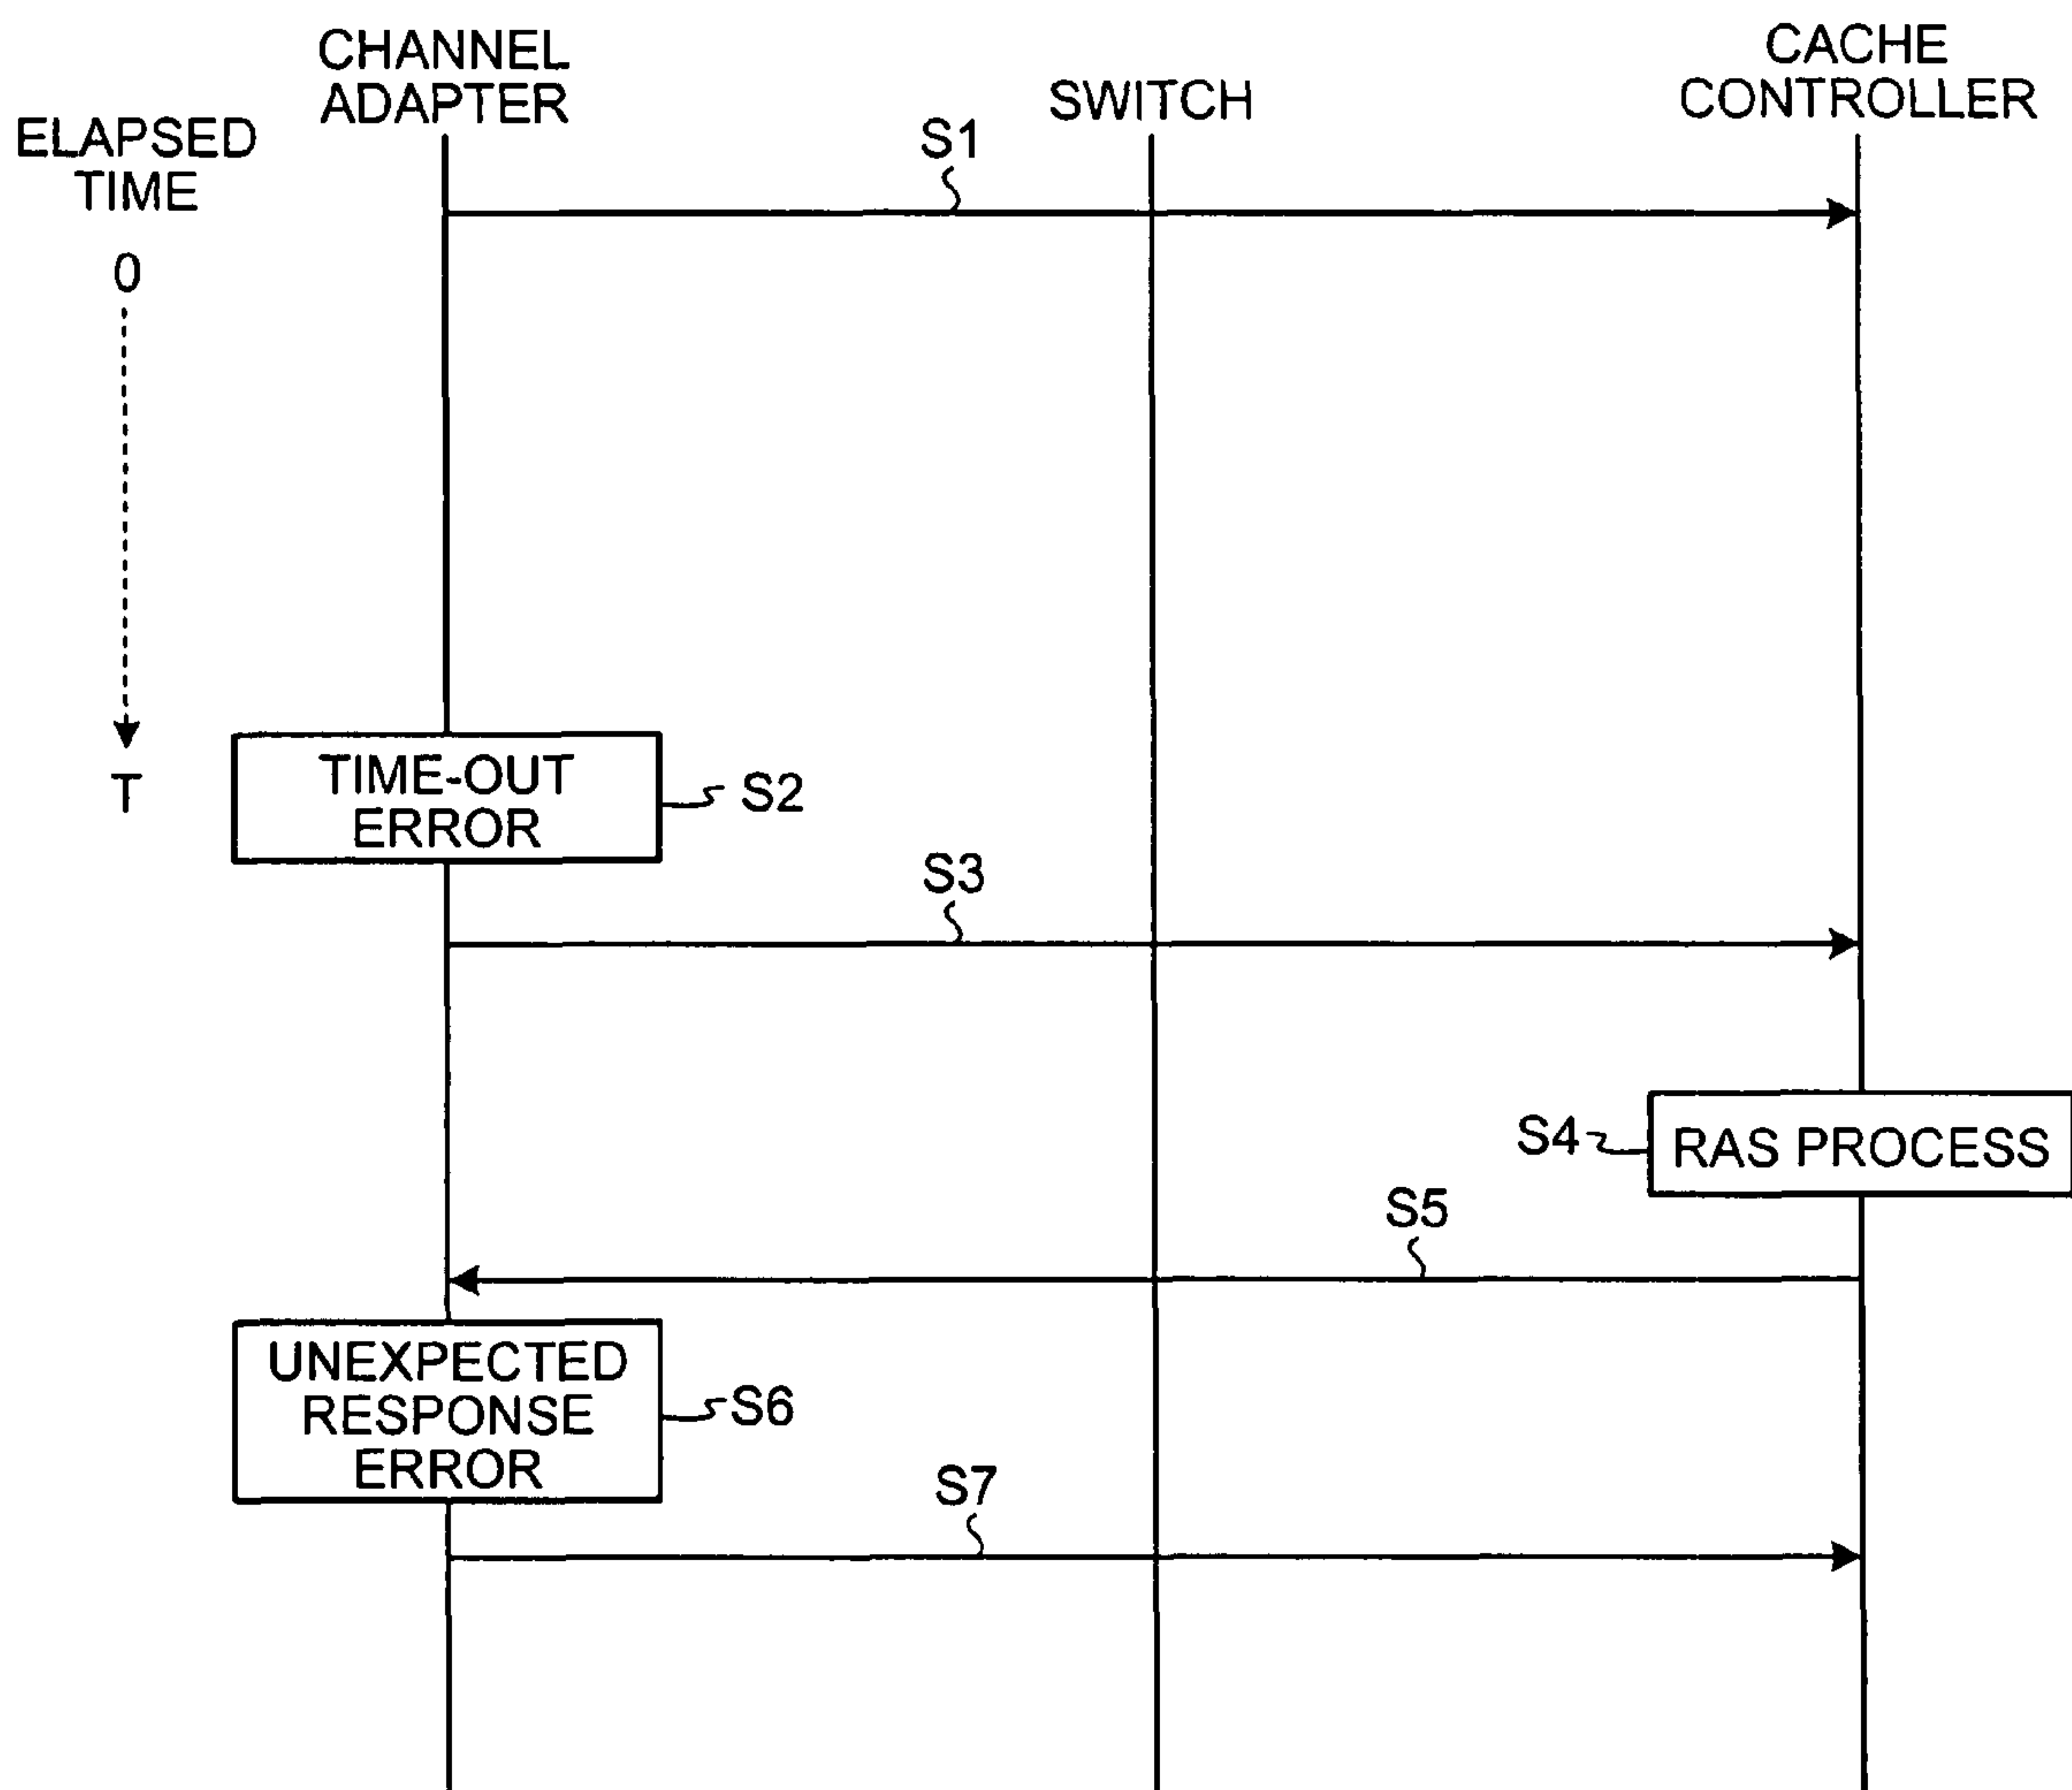 CHANNEL
ADAPTER
SWITCH
CACHE
CONTROLLER
ELAPSED
TIME
S1
0
T
TIME-OUT
ERROR
S2
S3
S4
RAS PROCESS
S5
UNEXPECTED
RESPONSE
ERROR
S6
S7